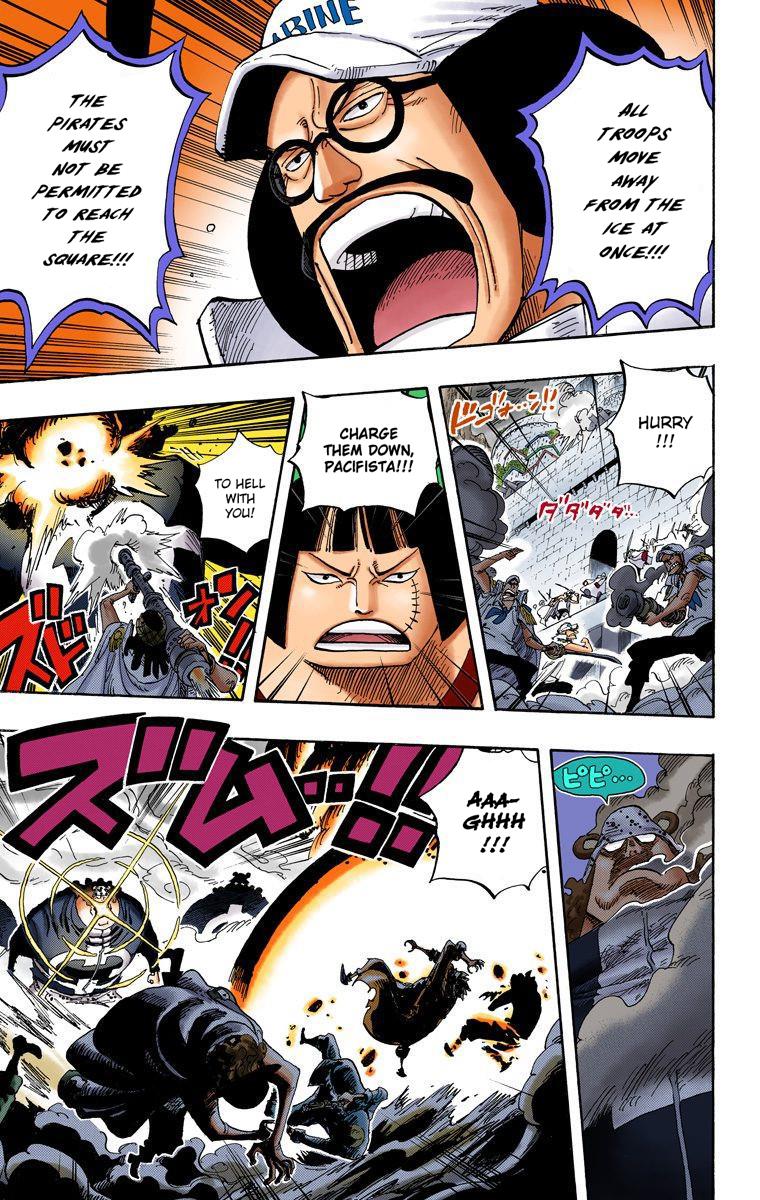 ARINE
ALL
TROOPS
MOVE
AWAY
FROM THE
ICE AT
ONCE!!!
THE
PIRATES
MUST
NOT BE
PERMITTED
TO REACH
THE
SQUARE!!!
HURRY
!!!
ドゴォ…ン!!
ダダダダ…
CHARGE
THEM DOWN,
PACIFISTA!!!
TO HELL
WITH
YOU!
ズドォン!!
ピピ…
AAA-
GHHH
!!!
ズム…!!